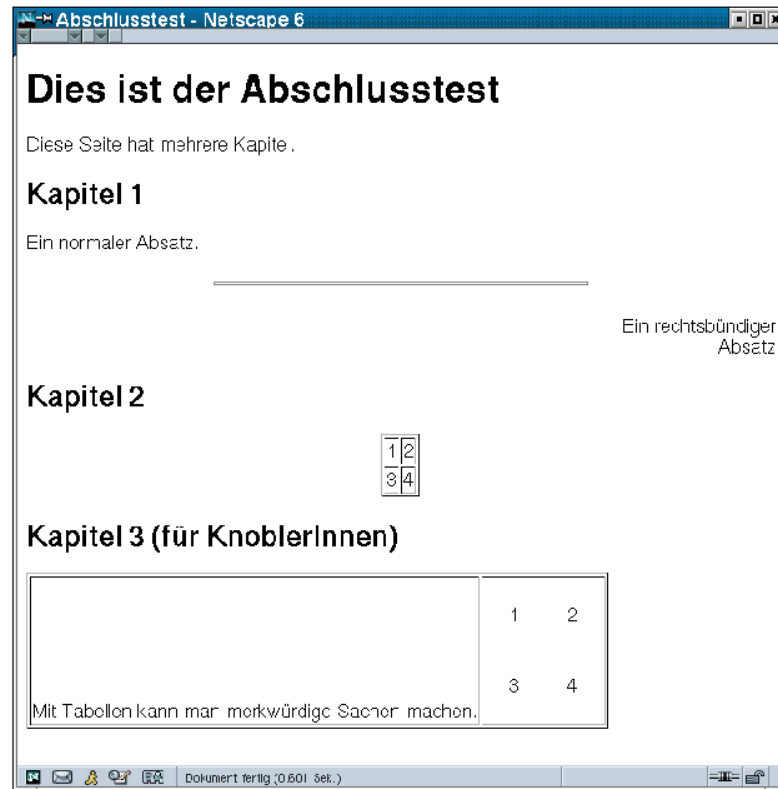 Abschlusstest - Netscape 6
Dies ist der Abschlusstest
Diese Seite hat mehrere Kapitel.
Kapitel 1
Ein normaler Absatz.
Ein rechtsbündiger
Absatz
Kapitel 2
1 2
3 4
Kapitel 3 (für KnoblerInnen)
1 2
3 4
Mit Tabellen kann man merkwürdige Sachen machen.
Dokument fertig (0.601 Sek.)